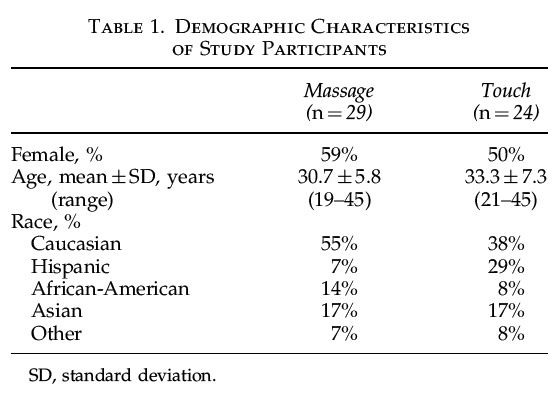 TABLE 1. DEMOGRAPHIC CHARACTERISTICS
OF STUDY PARTICIPANTS
Massage Touch
(n = 29) (n = 24)
Female, % 59% 50%
Age, mean ± SD, years 30.7 ± 5.8 33.3 ± 7.3
(range) (19–45) (21–45)
Race, %
Caucasian 55% 38%
Hispanic 7% 29%
African-American 14% 8%
Asian 17% 17%
Other 7% 8%
SD, standard deviation.